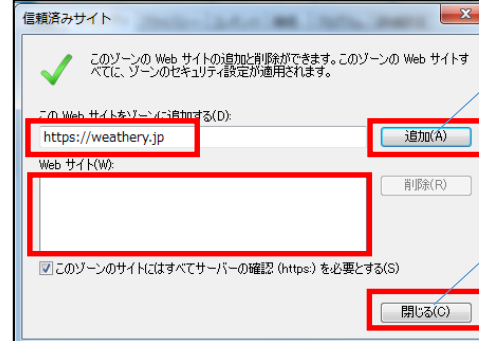 信頼済みサイト
このゾーンの Web サイトの追加と削除ができます。このゾーンの Web サイトす
べてに、ゾーンのセキュリティ設定が適用されます。
この Web サイトをゾーンに追加する(D):
https://weathery.jp
追加(A)
Web サイト(W):
削除(R)
このゾーンのサイトにはすべてサーバーの確認 (https:) を必要とする(S)
閉じる(C)